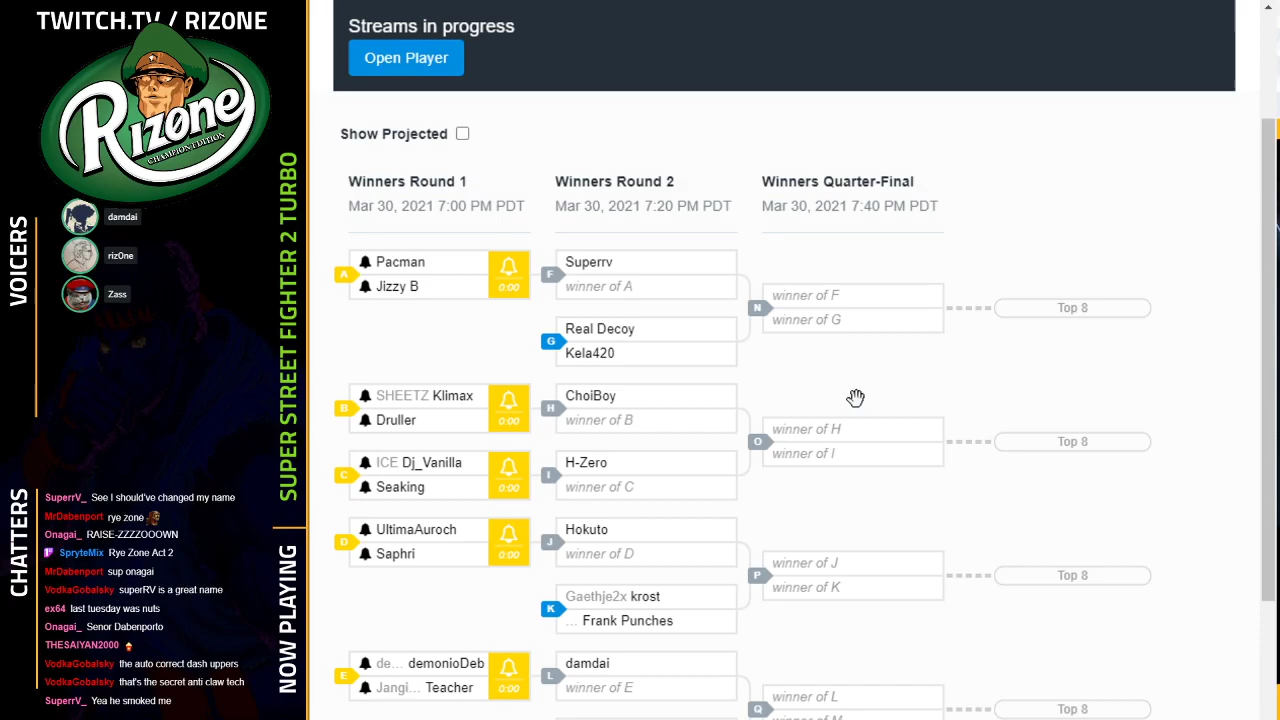 TWITCH.TV / RIZONE
Rizone
CHAMPION EDITION
VOICERS
damdai
riz0ne
Zass
SUPER STREET FIGHTER 2 TURBO
CHATTERS
SuperrV_ See I should've changed my name
MrDabenport rye zone
Onagai_ RAISE-ZZZZOOOWN
SpryteMix Rye Zone Act 2
MrDabenport sup onagai
VodkaGobalsky superRV is a great name
ex64 last tuesday was nuts
Onagai_ Senor Dabenporto
THESAIYAN2000
VodkaGobalsky the auto correct dash uppers
VodkaGobalsky that's the secret anti claw tech
SuperrV_ Yea he smoked me
NOW PLAYING
Streams in progress
Open Player
Show Projected
Winners Round 1
Mar 30, 2021 7:00 PM PDT
A
Pacman
Jizzy B
0:00
B
SHEETZ Klimax
Druller
0:00
C
ICE Dj_Vanilla
Seaking
0:00
D
UltimaAuroch
Saphri
0:00
E
de... demonioDeb
Jangi... Teacher
0:00
Winners Round 2
Mar 30, 2021 7:20 PM PDT
F
Superrv
winner of A
G
Real Decoy
Kela420
H
ChoiBoy
winner of B
I
H-Zero
winner of C
J
Hokuto
winner of D
K
Gaethje2x krost
... Frank Punches
L
damdai
winner of E
Winners Quarter-Final
Mar 30, 2021 7:40 PM PDT
N
winner of F
winner of G
Top 8
O
winner of H
winner of I
Top 8
P
winner of J
winner of K
Top 8
Q
winner of L
winner of M
Top 8